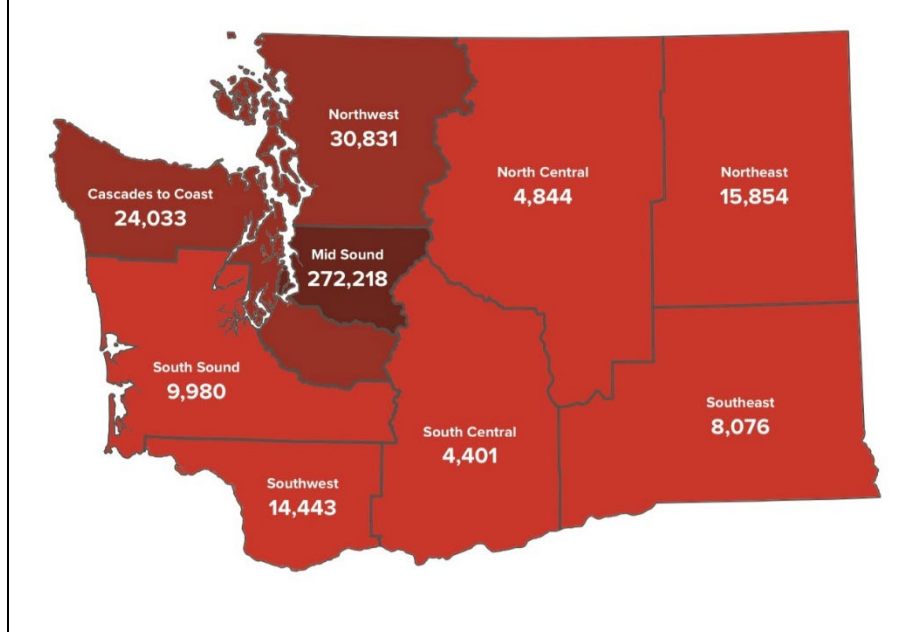 Northwest
30,831
North Central
4,844
Northeast
15,854
Cascades to Coast
24,033
Mid Sound
272,218
South Sound
9,980
Southeast
8,076
South Central
4,401
Southwest
14,443